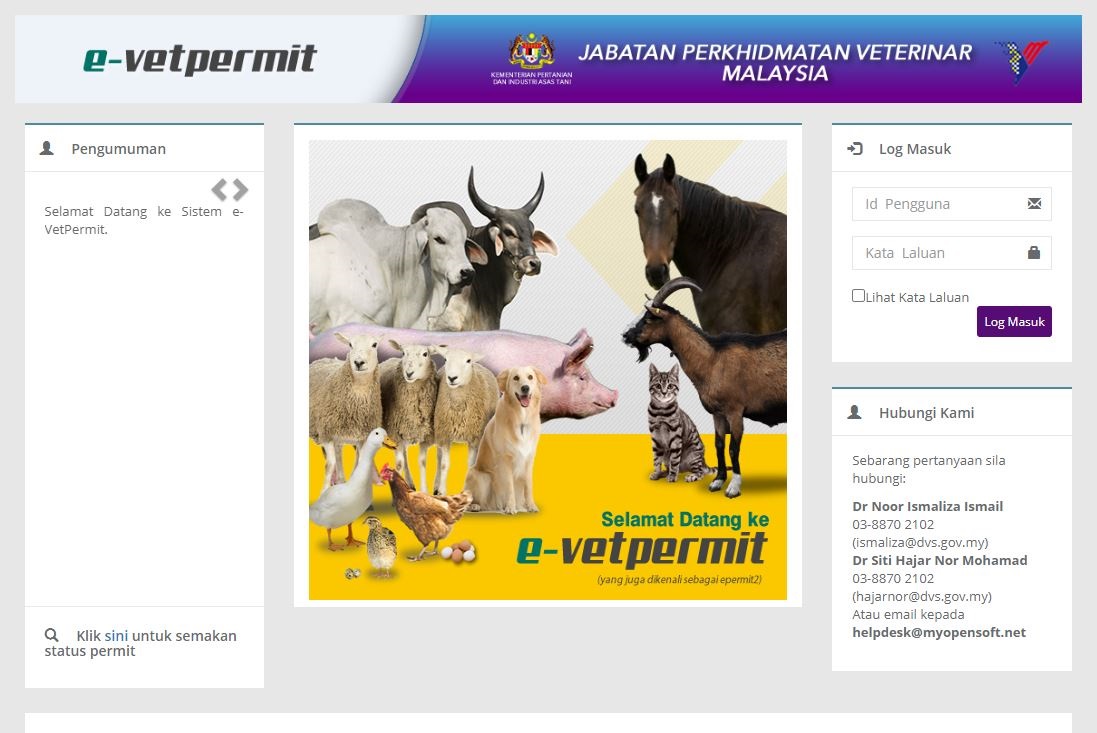 e-vetpermit
KEMENTERIAN PERTANIAN
DAN INDUSTRI ASAS TANI
JABATAN PERKHIDMATAN VETERINAR
MALAYSIA
Pengumuman
Selamat Datang ke Sistem e-
VetPermit.
Klik sini untuk semakan
status permit
Selamat Datang ke
e-vetpermit
(yang juga dikenali sebagai epermit2)
Log Masuk
Id Pengguna
Kata Laluan
Lihat Kata Laluan
Log Masuk
Hubungi Kami
Sebarang pertanyaan sila
hubungi:
Dr Noor Ismaliza Ismail
03-8870 2102
(ismaliza@dvs.gov.my)
Dr Siti Hajar Nor Mohamad
03-8870 2102
(hajarnor@dvs.gov.my)
Atau email kepada
helpdesk@myopensoft.net